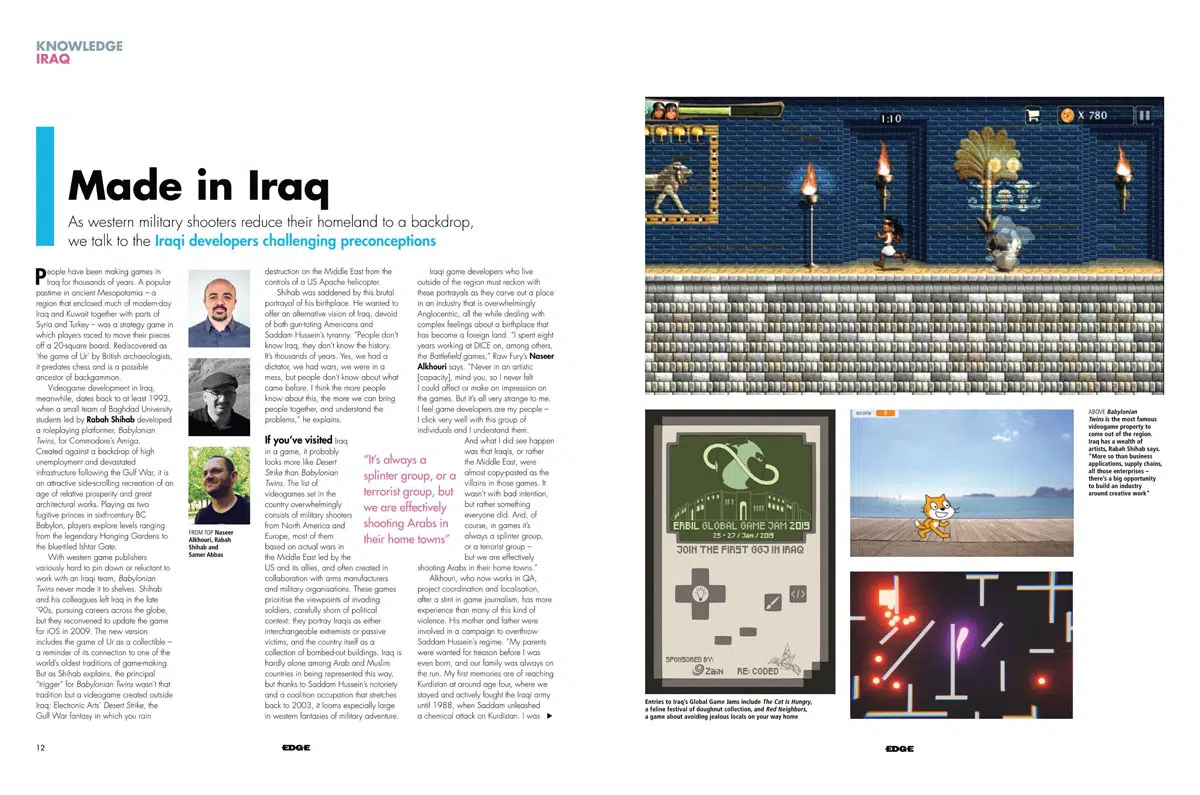 KNOWLEDGE
IRAQ
Made in Iraq
As western military shooters reduce their homeland to a backdrop,
we talk to the Iraqi developers challenging preconceptions
People have been making games in
Iraq for thousands of years. A popular
pastime in ancient Mesopotamia – a
region that enclosed much of modern-day
Iraq and Kuwait together with parts of
Syria and Turkey – was a strategy game in
which players raced to move their pieces
off a 20-square board. Rediscovered as
‘the game of Ur’ by British archaeologists,
it predates chess and is a possible
ancestor of backgammon.
Videogame development in Iraq,
meanwhile, dates back to at least 1993,
when a small team of Baghdad University
students led by Rabah Shihab developed
a roleplaying platformer, Babylonian
Twins, for Commodore’s Amiga.
Created against a backdrop of high
unemployment and devastated
infrastructure following the Gulf War, it is
an attractive side-scrolling recreation of an
age of relative prosperity and great
architectural works. Playing as two
fugitive princes in sixth-century BC
Babylon, players explore levels ranging
from the legendary Hanging Gardens to
the blue-tiled Ishtar Gate.
With western game publishers
variously hard to pin down or reluctant to
work with an Iraqi team, Babylonian
Twins never made it to shelves. Shihab
and his colleagues left Iraq in the late
’90s, pursuing careers across the globe,
but they reconvened to update the game
for iOS in 2009. The new version
includes the game of Ur as a collectible –
a reminder of its connection to one of the
world’s oldest traditions of game-making.
But as Shihab explains, the principal
“trigger” for Babylonian Twins wasn’t that
tradition but a videogame created outside
Iraq: Electronic Arts’ Desert Strike, the
Gulf War fantasy in which you rain
FROM TOP Naseer
Alkhouri, Rabah
Shihab and
Samer Abbas
destruction on the Middle East from the
controls of a US Apache helicopter.
Shihab was saddened by this brutal
portrayal of his birthplace. He wanted to
offer an alternative vision of Iraq, devoid
of both gun-toting Americans and
Saddam Hussein’s tyranny. “People don’t
know Iraq, they don’t know the history.
It’s thousands of years. Yes, we had a
dictator, we had wars, we were in a
mess, but people don’t know about what
came before. I think the more people
know about this, the more we can bring
people together, and understand the
problems,” he explains.
If you’ve visited Iraq
in a game, it probably
looks more like Desert
Strike than Babylonian
Twins. The list of
videogames set in the
country overwhelmingly
consists of military shooters
from North America and
Europe, most of them
based on actual wars in
the Middle East led by the
US and its allies, and often created in
collaboration with arms manufacturers
and military organisations. These games
prioritise the viewpoints of invading
soldiers, carefully shorn of political
context: they portray Iraqis as either
interchangeable extremists or passive
victims, and the country itself as a
collection of bombed-out buildings. Iraq is
hardly alone among Arab and Muslim
countries in being represented this way,
but thanks to Saddam Hussein’s notoriety
and a coalition occupation that stretches
back to 2003, it looms especially large
in western fantasies of military adventure.
“It’s always a
splinter group, or a
terrorist group, but
we are effectively
shooting Arabs in
their home towns”
Iraqi game developers who live
outside of the region must reckon with
these portrayals as they carve out a place
in an industry that is overwhelmingly
Anglocentric, all the while dealing with
complex feelings about a birthplace that
has become a foreign land. “I spent eight
years working at DICE on, among others,
the Battlefield games,” Raw Fury’s Naseer
Alkhouri says. “Never in an artistic
[capacity], mind you, so I never felt
I could affect or make an impression on
the games. But it’s all very strange to me.
I feel game developers are my people –
I click very well with this group of
individuals and I understand them.
And what I did see happen
was that Iraqis, or rather
the Middle East, were
almost copy-pasted as the
villains in those games. It
wasn’t with bad intention,
but rather something
everyone did. And, of
course, in games it’s
always a splinter group,
or a terrorist group –
but we are effectively
shooting Arabs in their home towns.”
Alkhouri, who now works in QA,
project coordination and localisation,
after a stint in game journalism, has more
experience than many of this kind of
violence. His mother and father were
involved in a campaign to overthrow
Saddam Hussein’s regime. “My parents
were wanted for treason before I was
even born, and our family was always on
the run. My first memories are of reaching
Kurdistan at around age four, where we
stayed and actively fought the Iraqi army
until 1988, when Saddam unleashed
a chemical attack on Kurdistan. I was
12
EDGE
1:10
X 780
ERBIL GLOBAL GAME JAM 2019
25 - 27 / Jan / 2019
JOIN THE FIRST GGJ IN IRAQ
</>
SPONSORED BY:
Zain
RE:CODED
score 0
ABOVE Babylonian
Twins is the most famous
videogame property to
come out of the region.
Iraq has a wealth of
artists, Rabah Shihab says.
“More so than business
applications, supply chains,
all those enterprises –
there’s a big opportunity
to build an industry
around creative work”
Entries to Iraq’s Global Game Jams include The Cat Is Hungry,
a feline festival of doughnut collection, and Red Neighbors,
a game about avoiding jealous locals on your way home
EDGE